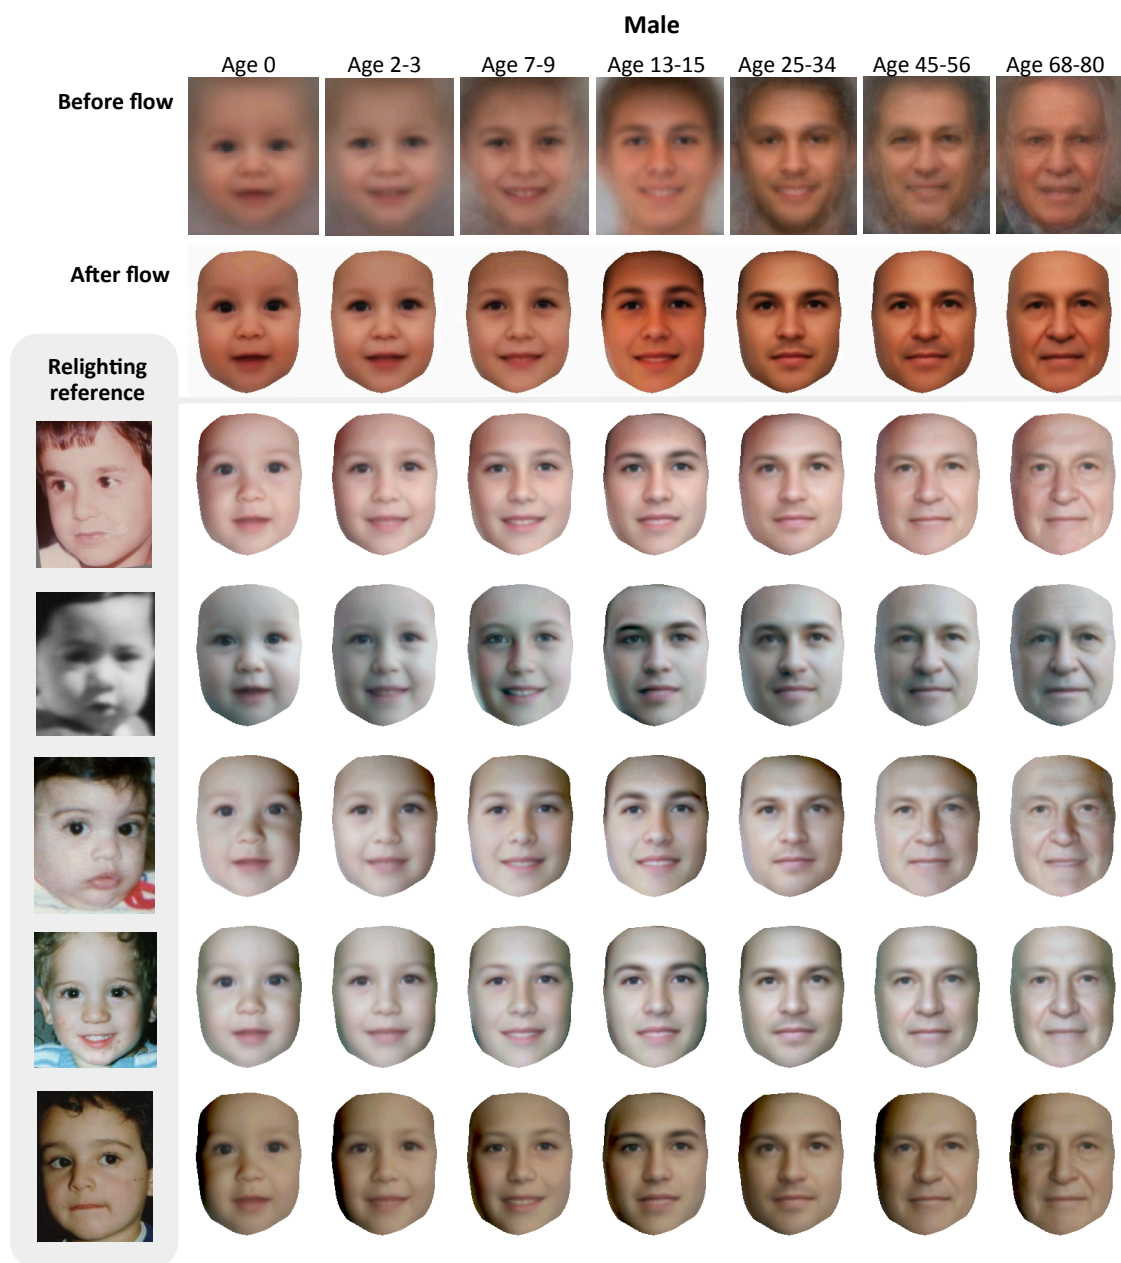 Male
Age 0 Age 2-3 Age 7-9 Age 13-15 Age 25-34 Age 45-56 Age 68-80
Before flow
After flow
Relighting
reference